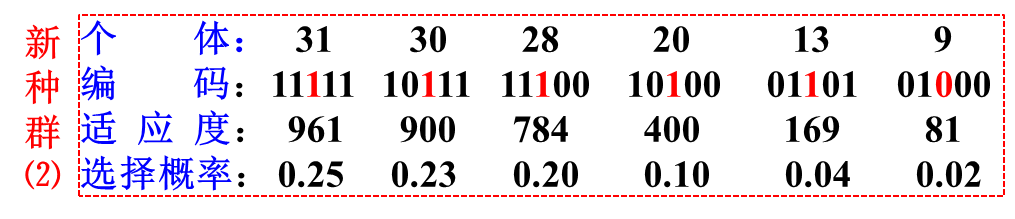 新种群(2)
个体： 31 30 28 20 13 9
编码： 11111 10111 11100 10100 01101 01000
适应度： 961 900 784 400 169 81
选择概率： 0.25 0.23 0.20 0.10 0.04 0.02